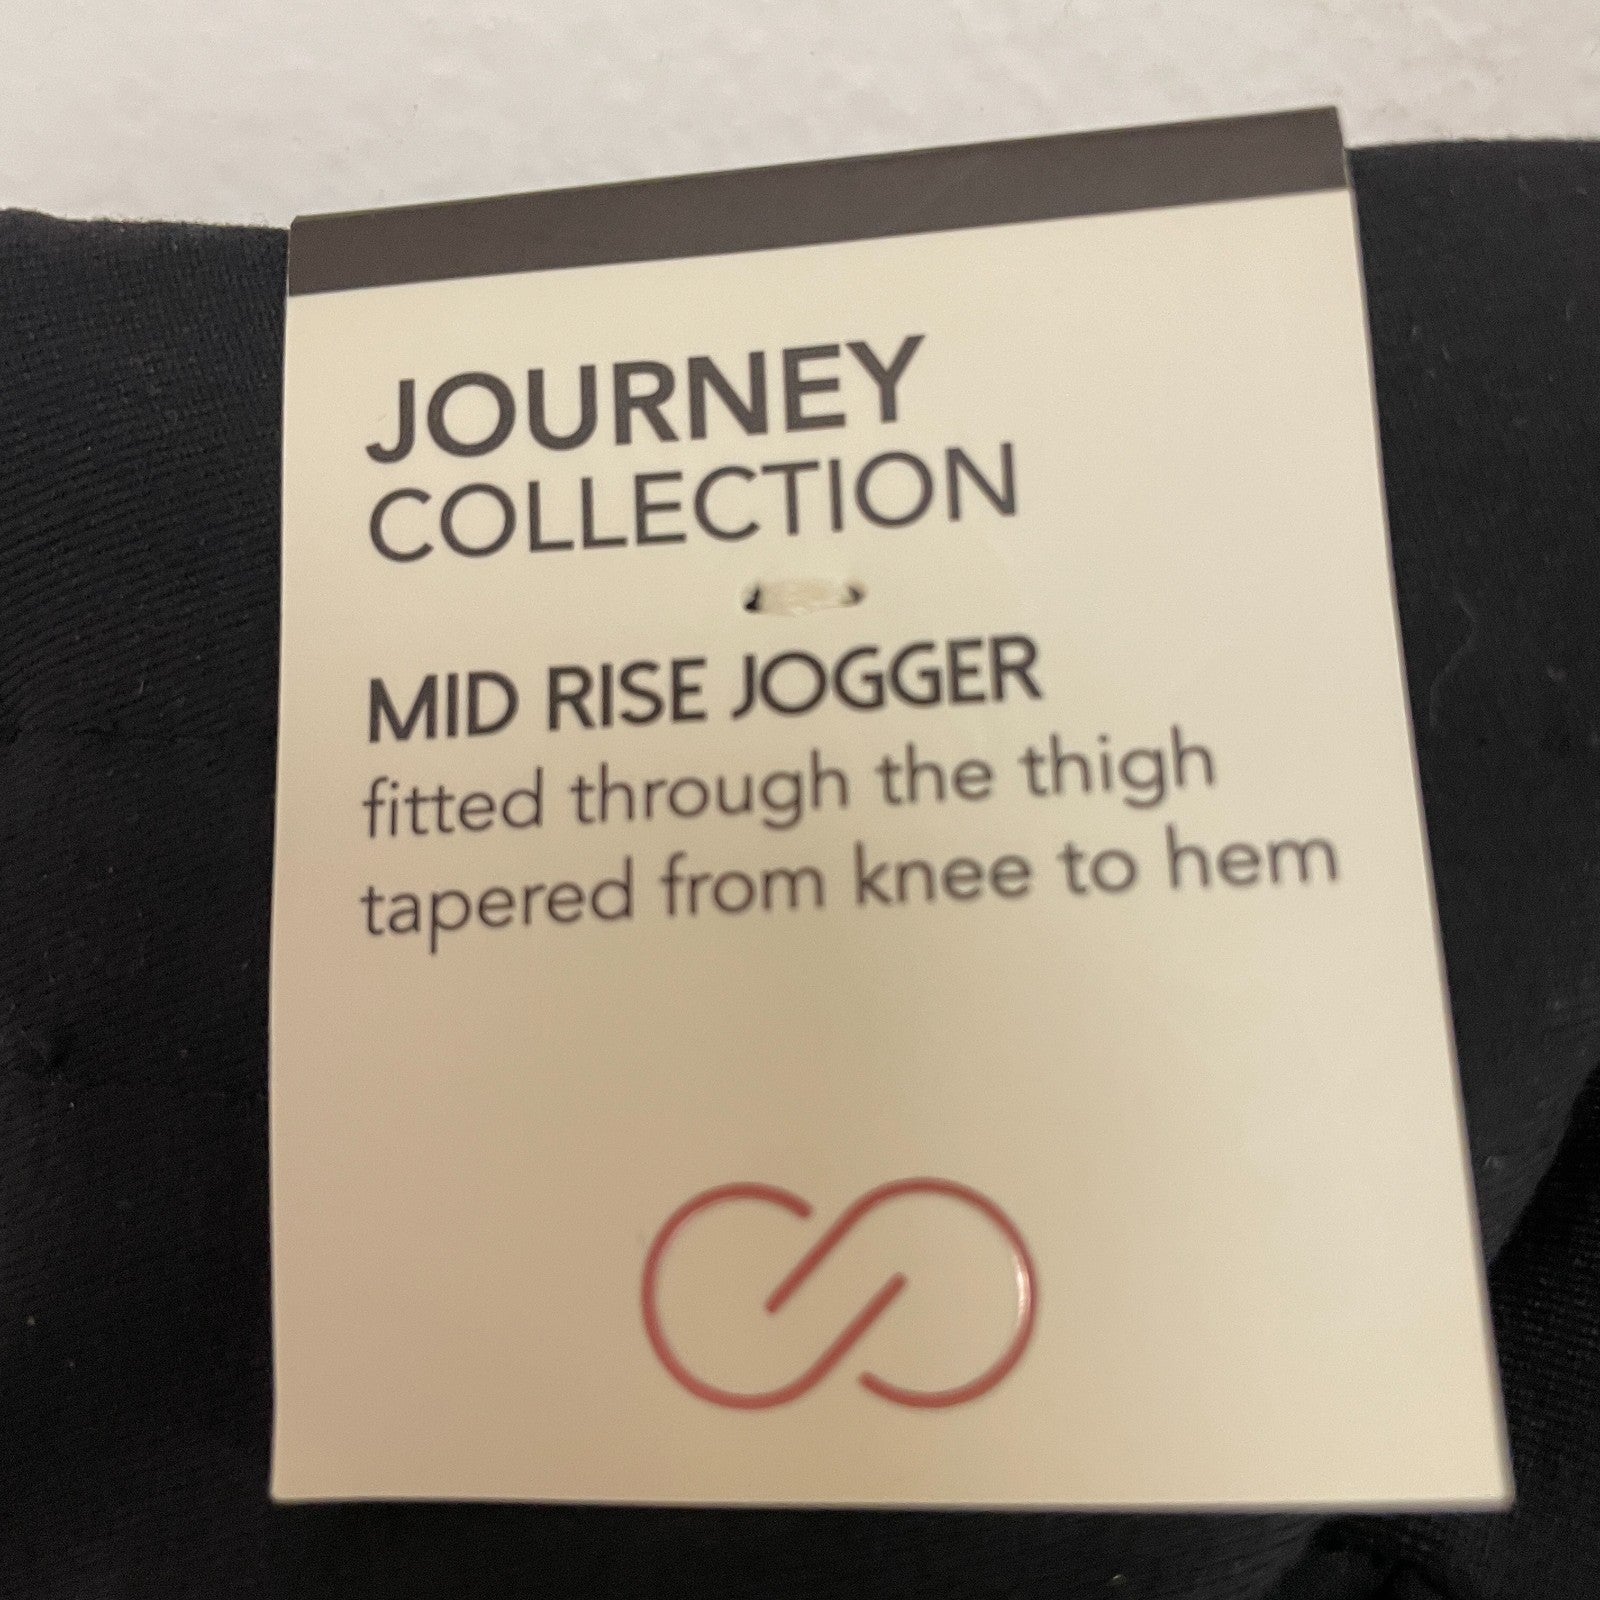 JOURNEY
COLLECTION
MID RISE JOGGER
fitted through the thigh
tapered from knee to hem